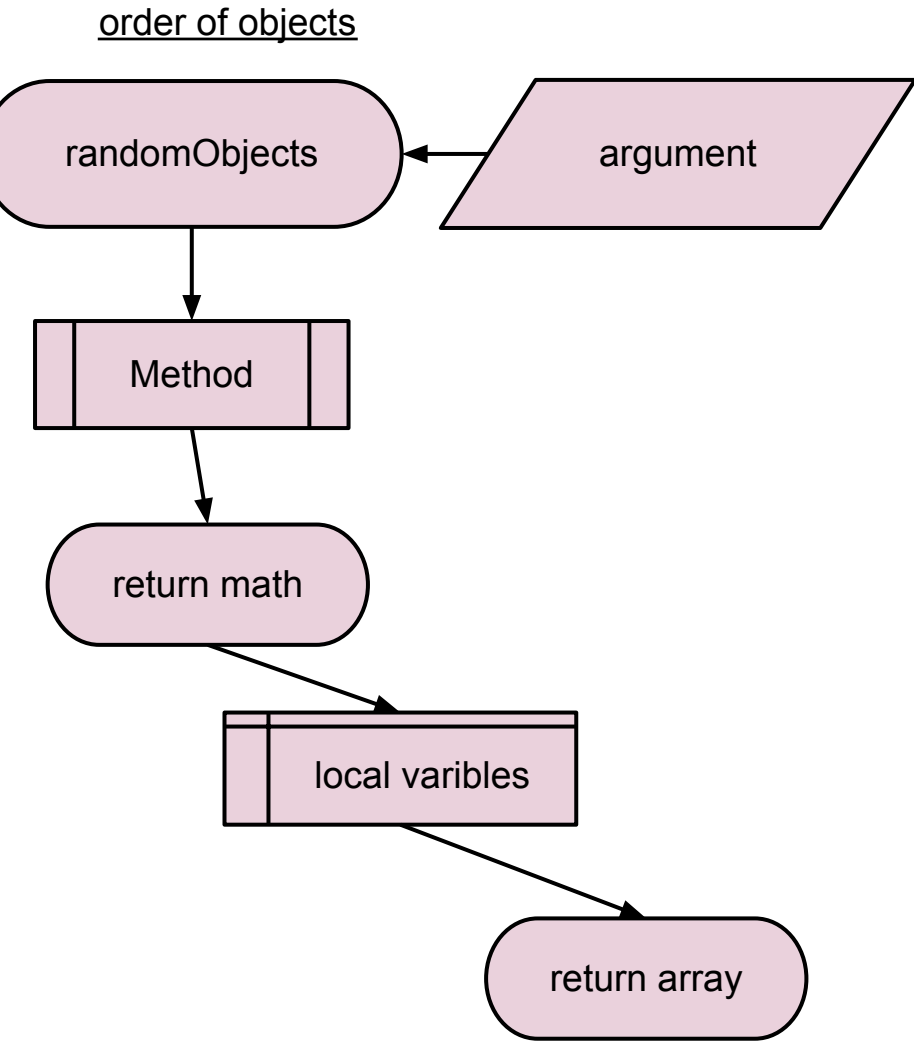 order of objects
randomObjects
argument
Method
return math
local varibles
return array